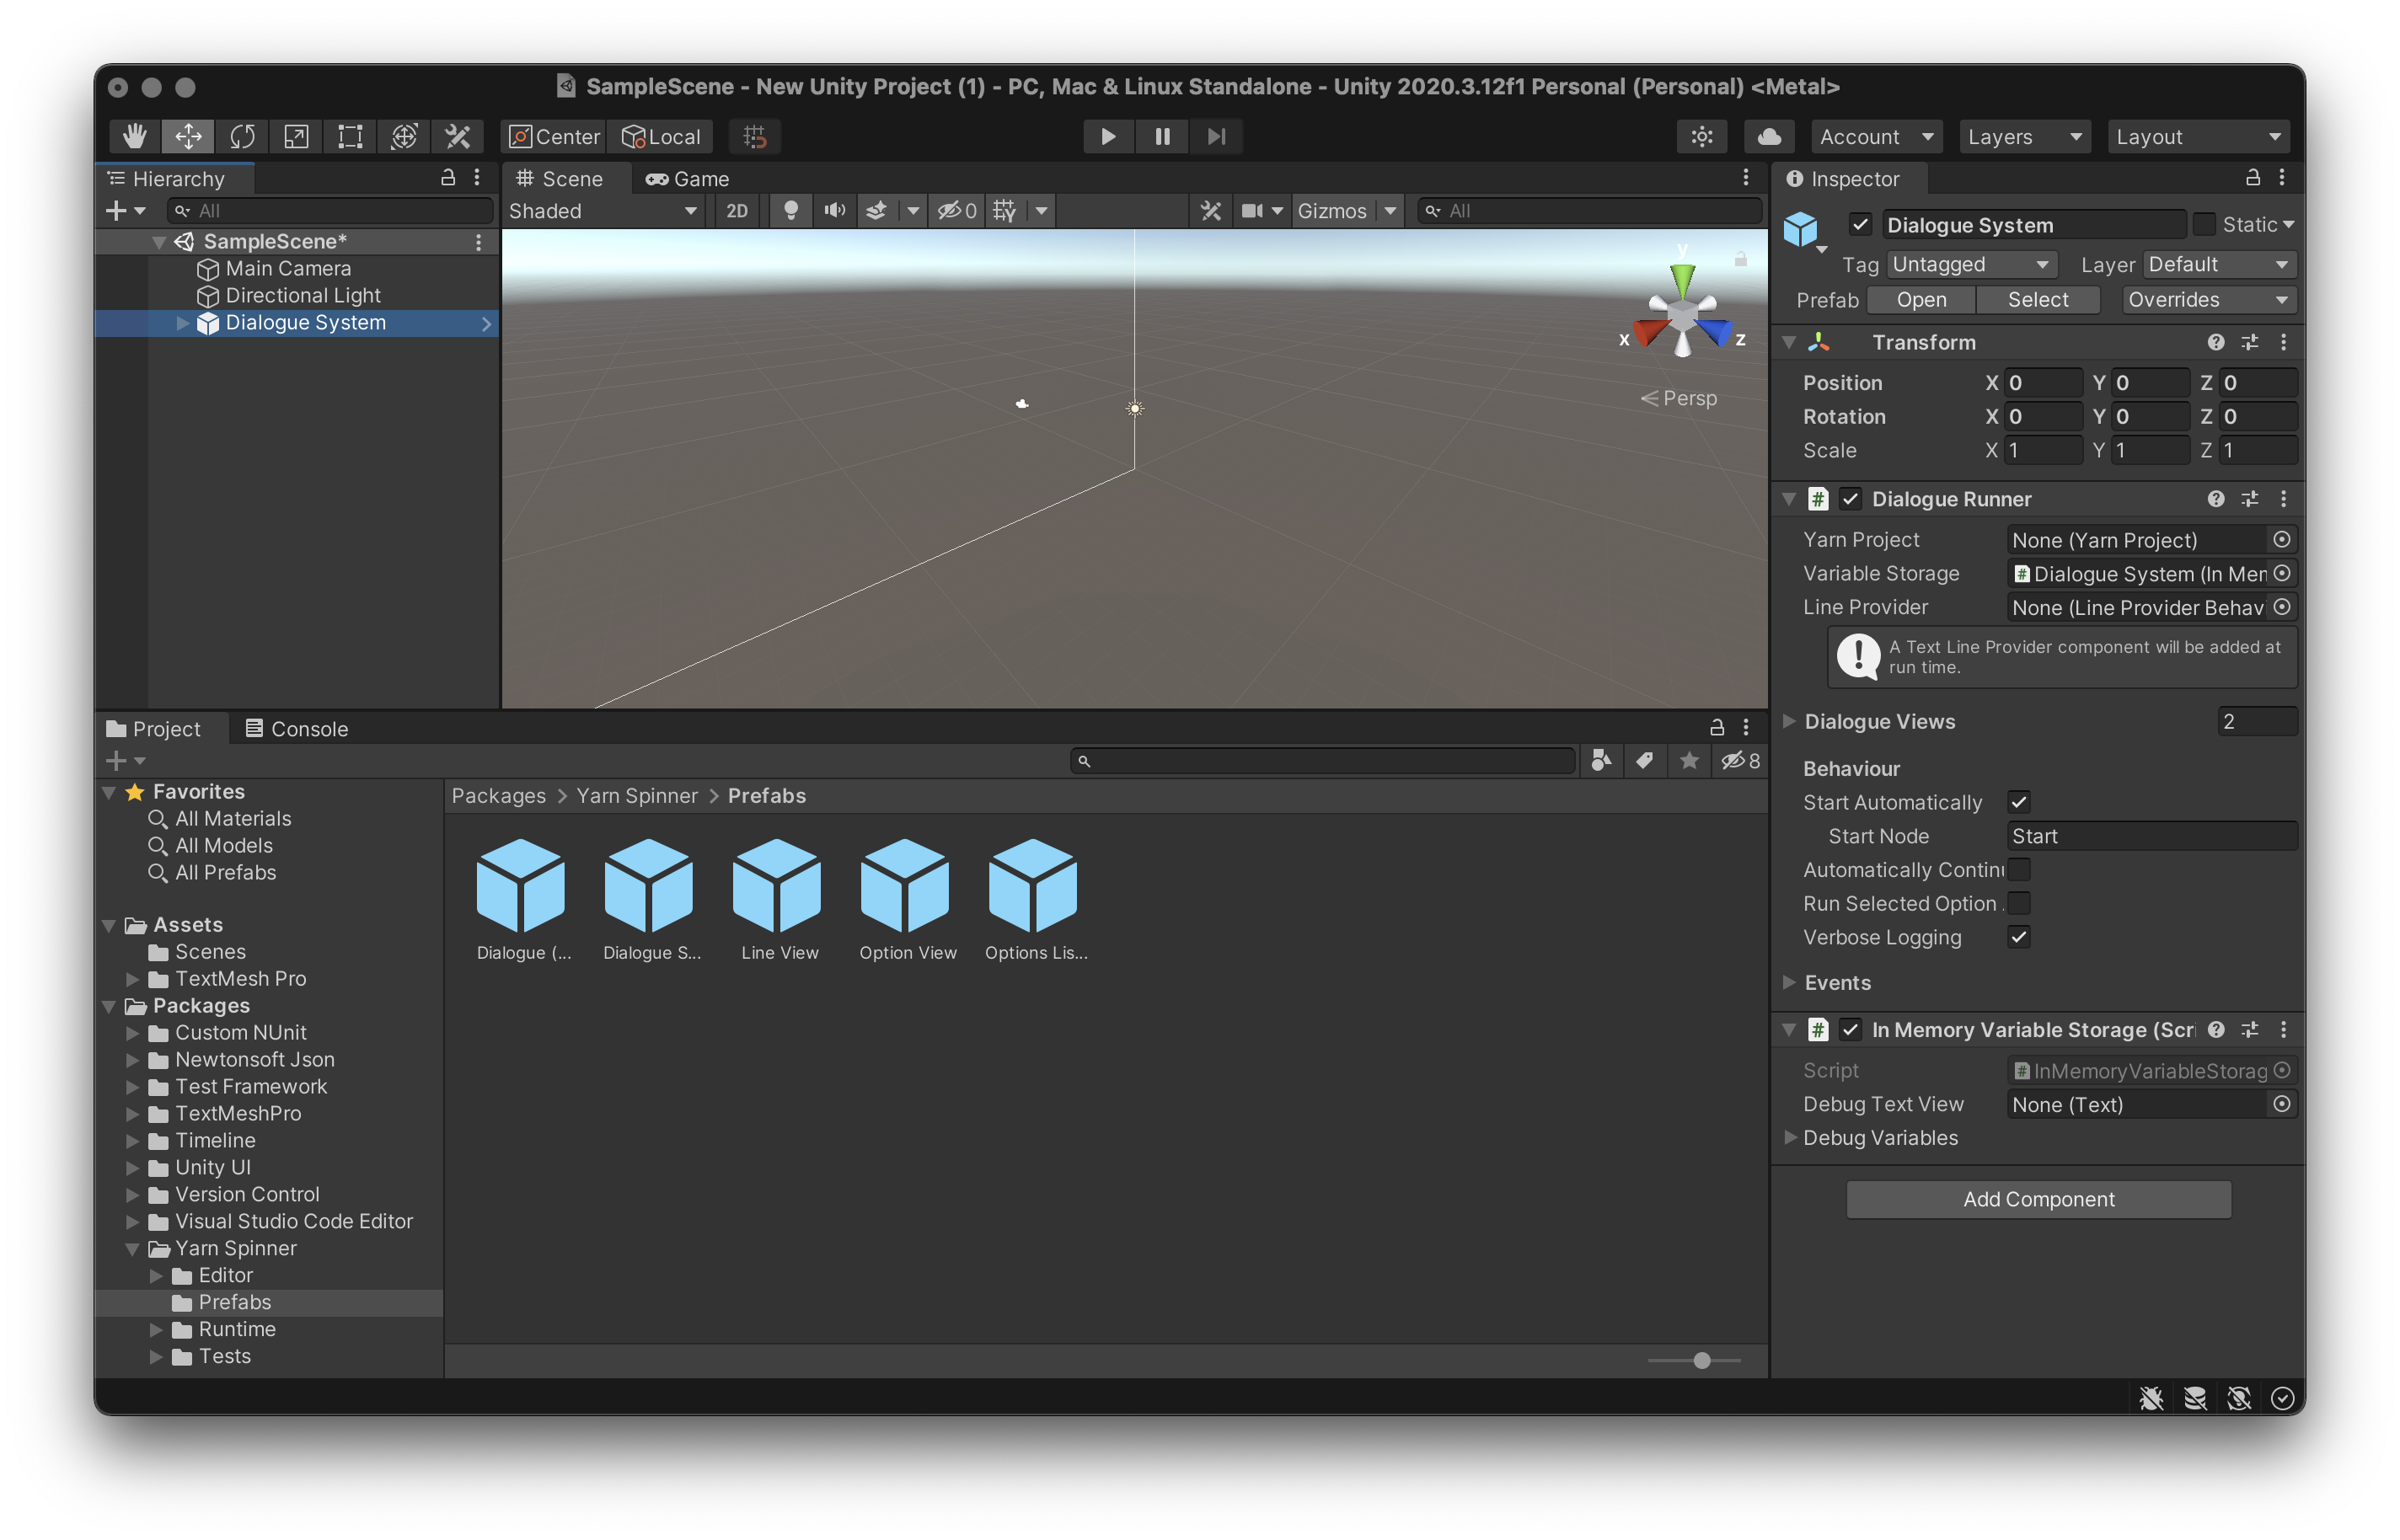 SampleScene - New Unity Project (1) - PC, Mac & Linux Standalone - Unity 2020.3.12f1 Personal (Personal) <Metal>
Center Local Account Layers Layout
Hierarchy
All
SampleScene*
Main Camera
Directional Light
Dialogue System
Scene Game
Shaded 2D 0 Gizmos All
y
x z
Persp
Project Console
8
Favorites
All Materials
All Models
All Prefabs
Assets
Scenes
TextMesh Pro
Packages
Custom NUnit
Newtonsoft Json
Test Framework
TextMeshPro
Timeline
Unity UI
Version Control
Visual Studio Code Editor
Yarn Spinner
Editor
Prefabs
Runtime
Tests
Packages > Yarn Spinner > Prefabs
Dialogue (... Dialogue S... Line View Option View Options Lis...
Inspector
Dialogue System Static
Tag Untagged Layer Default
Prefab Open Select Overrides
Transform
Position X 0 Y 0 Z 0
Rotation X 0 Y 0 Z 0
Scale X 1 Y 1 Z 1
# Dialogue Runner
Yarn Project None (Yarn Project)
Variable Storage # Dialogue System (In Mem
Line Provider None (Line Provider Behav
A Text Line Provider component will be added at
run time.
Dialogue Views 2
Behaviour
Start Automatically
Start Node Start
Automatically Continu
Run Selected Option .
Verbose Logging
Events
# In Memory Variable Storage (Scri
Script # InMemoryVariableStorag
Debug Text View None (Text)
Debug Variables
Add Component